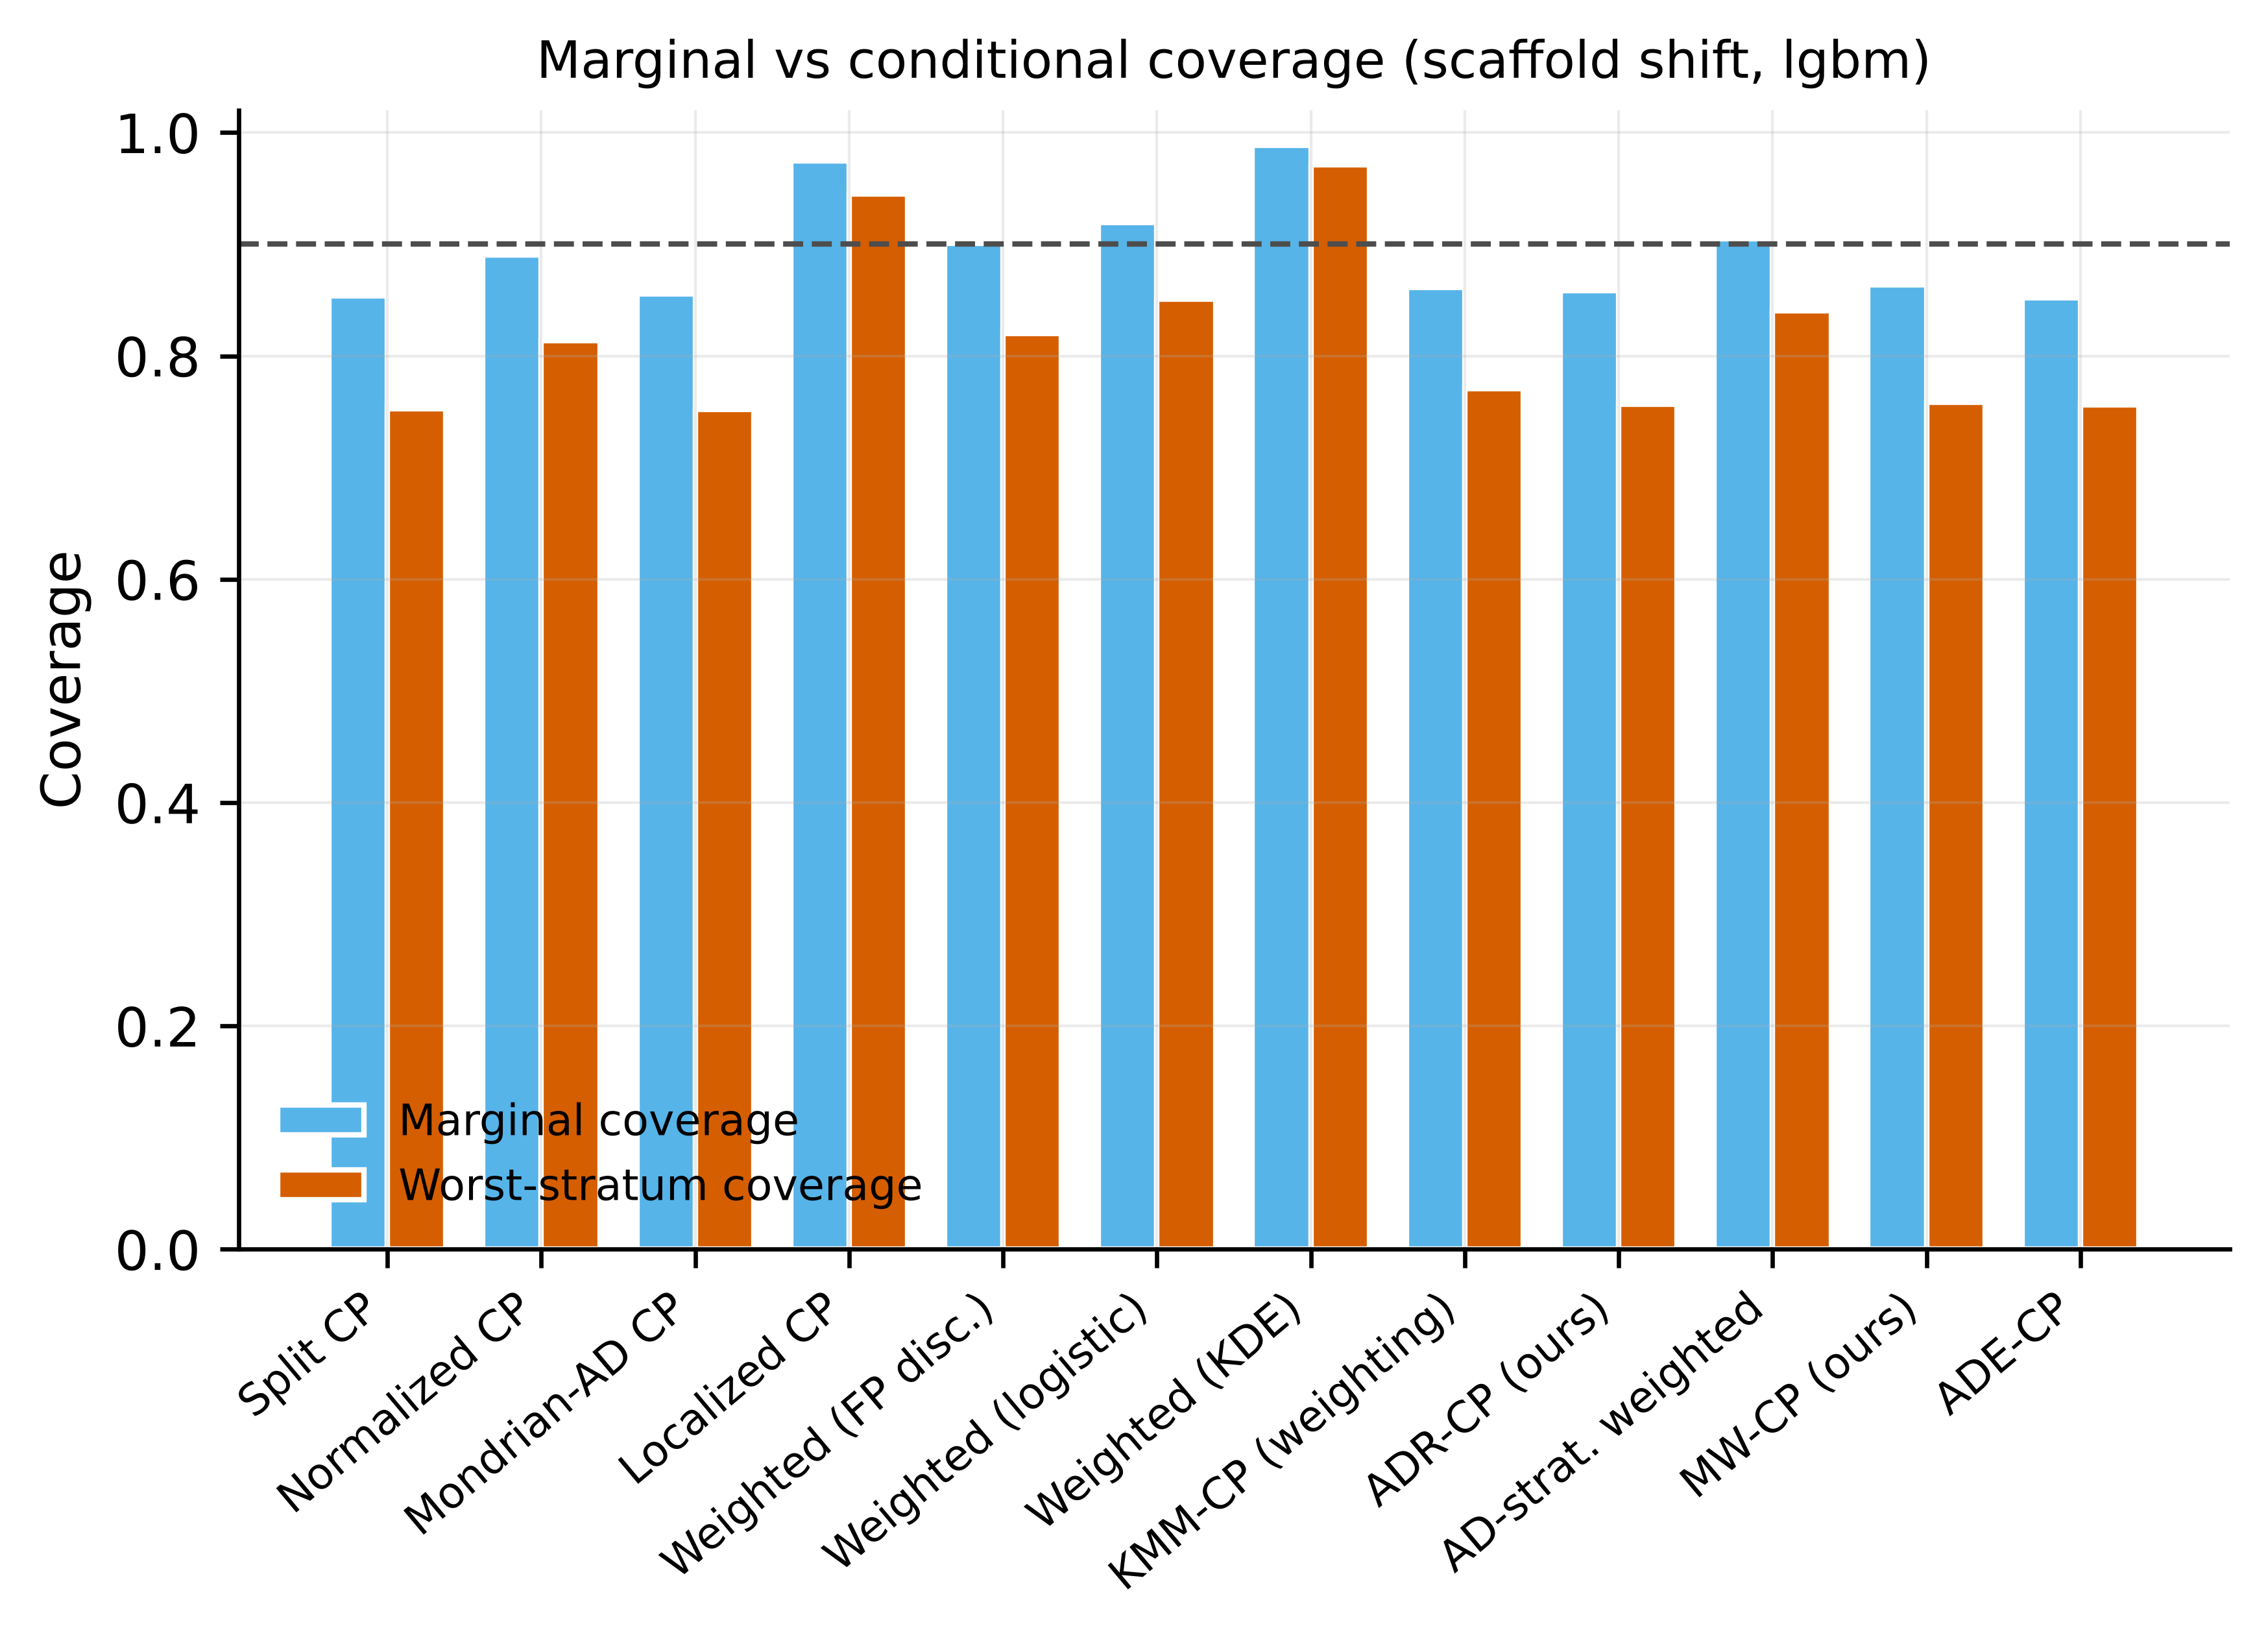 Marginal vs conditional coverage (scaffold shift, lgbm)
Coverage
1.0
0.8
0.6
0.4
0.2
0.0
Marginal coverage
Worst-stratum coverage
Split CP
Normalized CP
Mondrian-AD CP
Localized CP
Weighted (FP disc.)
Weighted (logistic)
Weighted (KDE)
KMM-CP (weighting)
ADR-CP (ours)
AD-strat. weighted
MW-CP (ours)
ADE-CP